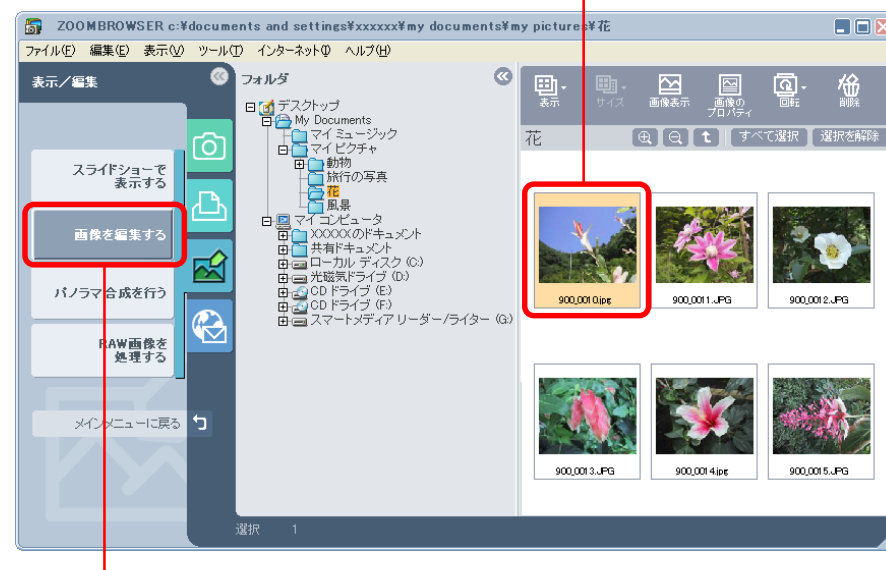 ZOOMBROWSER c:¥documents and settings¥xxxxxx¥my documents¥my pictures¥花
ファイル(F) 編集(E) 表示(V) ツール(T) インターネット(I) ヘルプ(H)
表示／編集
スライドショーで
表示する
画像を編集する
パノラマ合成を行う
RAW画像を
処理する
メインメニューに戻る
フォルダ
デスクトップ
My Documents
マイ ミュージック
マイ ピクチャ
動物
旅行の写真
花
風景
マイ コンピュータ
XXXXXのドキュメント
共有ドキュメント
ローカル ディスク (C:)
光磁気ドライブ (D:)
CD ドライブ (E:)
CD ドライブ (F:)
スマートメディア リーダー/ライター (G:)
表示 サイズ 画像表示 画像の
プロパティ 回転 削除
花 すべて選択 選択を解除
900_0010.jpg 900_0011.JPG 900_0012.JPG
900_0013.JPG 900_0014.jpg 900_0015.JPG
選択 1